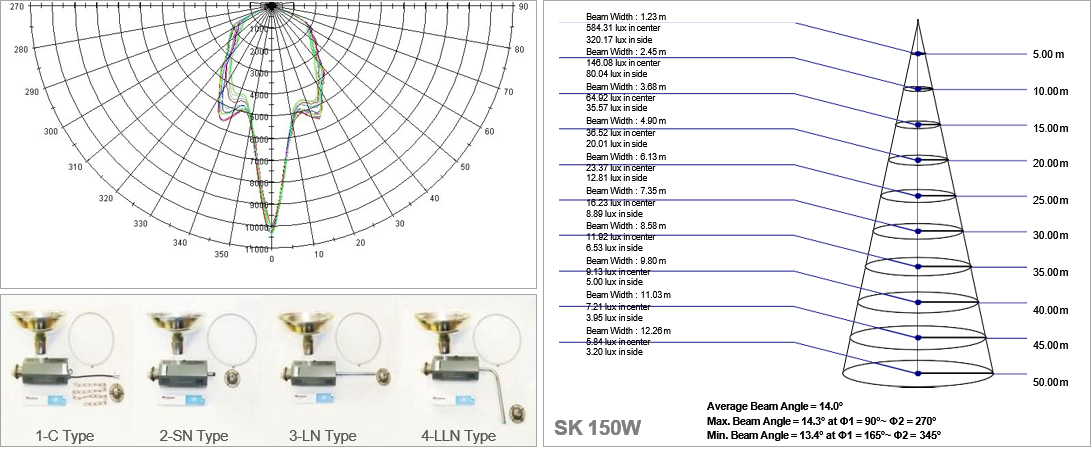 270
90
280
80
290
70
300
60
310
50
320
40
330
30
340
20
350
10
0
1000
2000
3000
4000
5000
6000
7000
8000
9000
10000
11000
1-C Type
2-SN Type
3-LN Type
4-LLN Type
Beam Width : 1.23 m
584.31 lux in center
320.17 lux in side
Beam Width : 2.45 m
146.08 lux in center
80.04 lux in side
Beam Width : 3.68 m
64.92 lux in center
35.57 lux in side
Beam Width : 4.90 m
36.52 lux in center
20.01 lux in side
Beam Width : 6.13 m
23.37 lux in center
12.81 lux in side
Beam Width : 7.35 m
16.23 lux in center
8.89 lux in side
Beam Width : 8.58 m
11.92 lux in center
6.53 lux in side
Beam Width : 9.80 m
9.13 lux in center
5.00 lux in side
Beam Width : 11.03 m
7.21 lux in center
3.95 lux in side
Beam Width : 12.26 m
5.84 lux in center
3.20 lux in side
5.00 m
10.00 m
15.00 m
20.00 m
25.00 m
30.00 m
35.00 m
40.00 m
45.00 m
50.00 m
SK 150W
Average Beam Angle = 14.0º
Max. Beam Angle = 14.3º at Φ1 = 90º~ Φ2 = 270º
Min. Beam Angle = 13.4º at Φ1 = 165º~ Φ2 = 345º